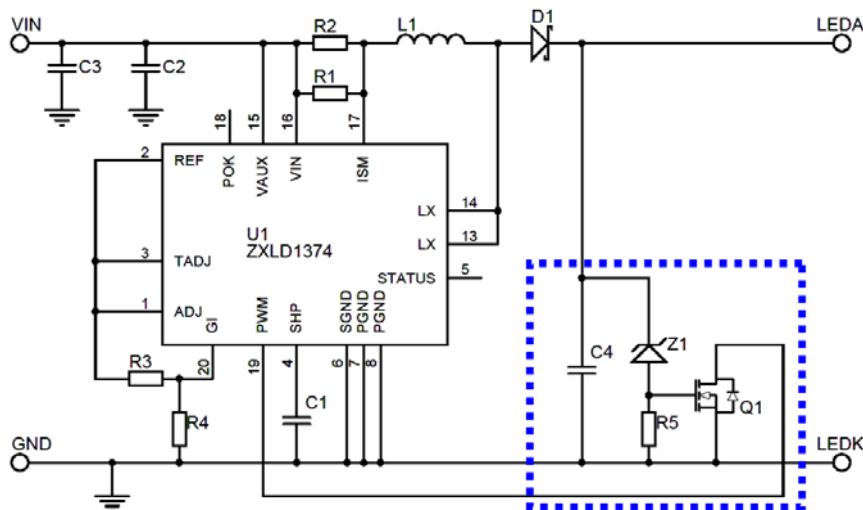 VIN
R2
L1
D1
LEDA
C3
C2
R1
18
15
16
17
2
REF
POK
VAUX
VIN
ISM
LX
14
U1
ZXLD1374
LX
13
3
TADJ
STATUS
5
1
ADJ
GI
PWM
SHP
SGND
PGND
PGND
20
19
4
6
7
8
R3
R4
C1
C4
Z1
R5
Q1
GND
LEDK